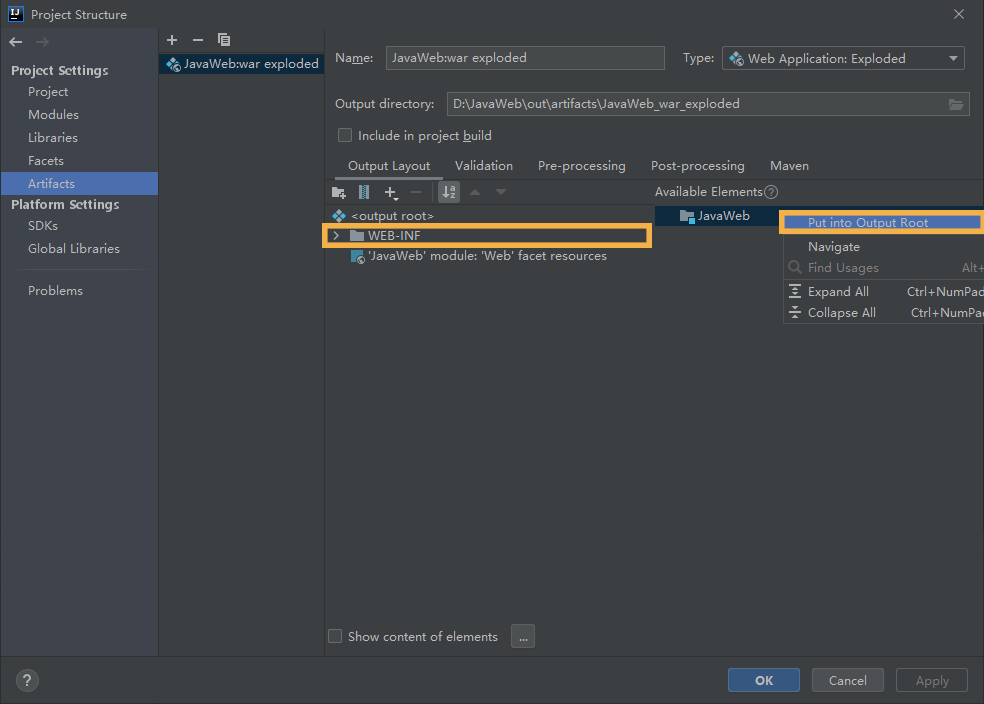 Project Structure
Project Settings
Project
Modules
Libraries
Facets
Artifacts
Platform Settings
SDKs
Global Libraries
Problems
JavaWeb:war exploded
Name: JavaWeb:war exploded Type: Web Application: Exploded
Output directory: D:\JavaWeb\out\artifacts\JavaWeb_war_exploded
Include in project build
Output Layout Validation Pre-processing Post-processing Maven
Available Elements ?
<output root>
WEB-INF
'JavaWeb' module: 'Web' facet resources
JavaWeb
Put into Output Root
Navigate
Find Usages Alt+
Expand All Ctrl+NumPad
Collapse All Ctrl+NumPa
Show content of elements ...
? OK Cancel Apply